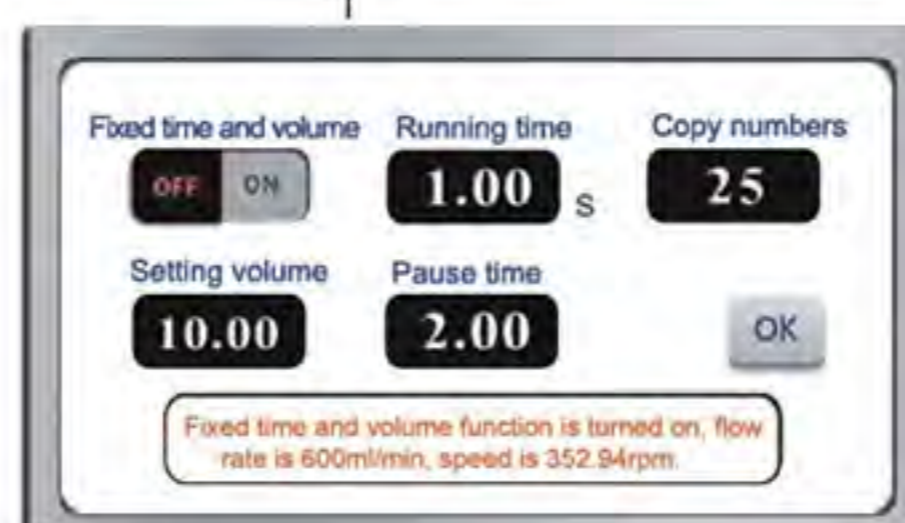 Fixed time and volume Running time Copy numbers
OFF ON 1.00 S 25
Setting volume Pause time
10.00 2.00 OK
Fixed time and volume function is turned on, flow
rate is 600ml/min, speed is 352.94rpm.